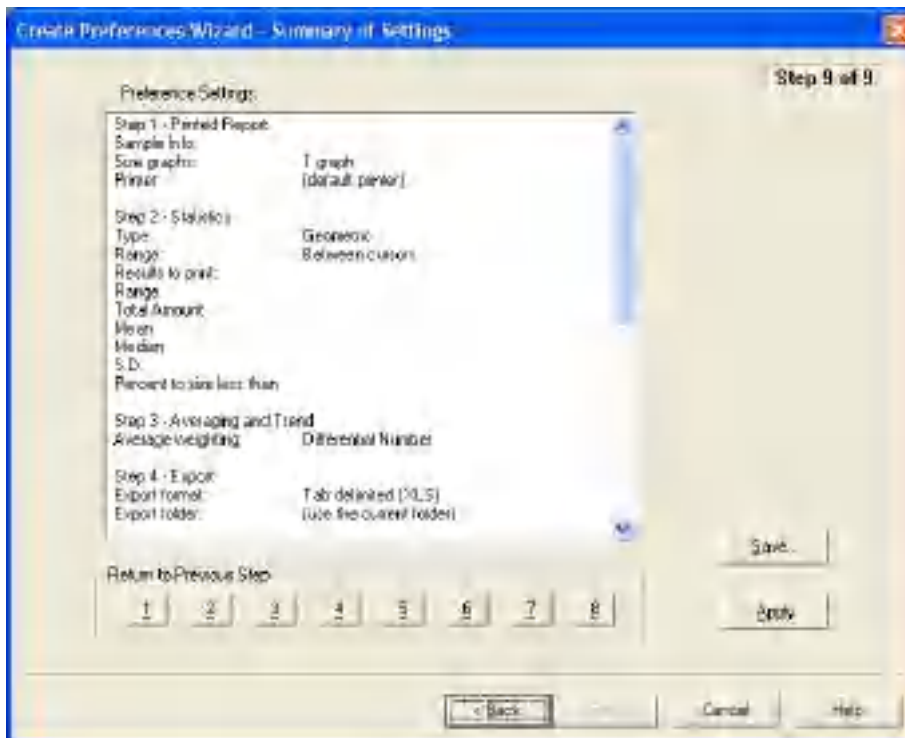 Create Preferences Wizard - Summary of Settings
Step 9 of 9
Preference Settings:
Step 1 - Printed Report
Sample Info:
Size graphs: 1 graph
Printer (default printer)
Step 2 - Statistics
Type: Geometric
Range: Between cursors
Results to print:
Range
Total Amount
Mean
Median
S.D.
Percent to size less than
Step 3 - Averaging and Trend
Average weighting Differential Number
Step 4 - Export
Export format: Tab delimited (XLS)
Export folder: (use the current folder)
Save...
Return to Previous Step
1 2 3 4 5 6 7 8
Apply
< Back Cancel Help